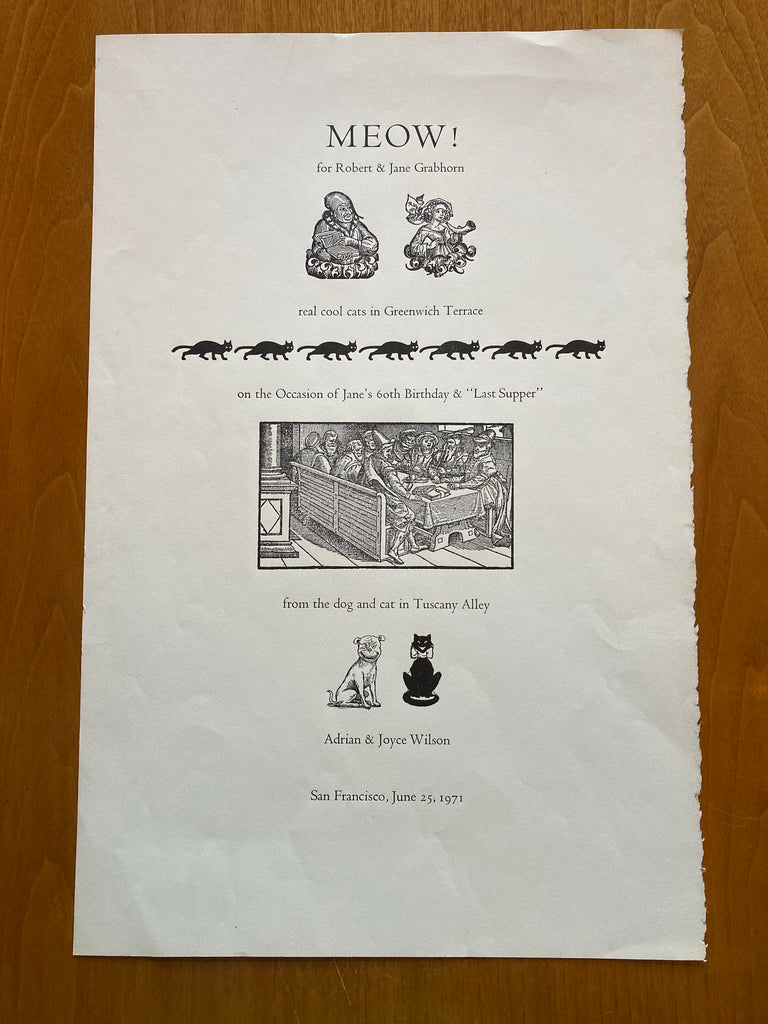 MEOW!
for Robert & Jane Grabhorn
real cool cats in Greenwich Terrace
on the Occasion of Jane's 60th Birthday & “Last Supper”
from the dog and cat in Tuscany Alley
Adrian & Joyce Wilson
San Francisco, June 25, 1971